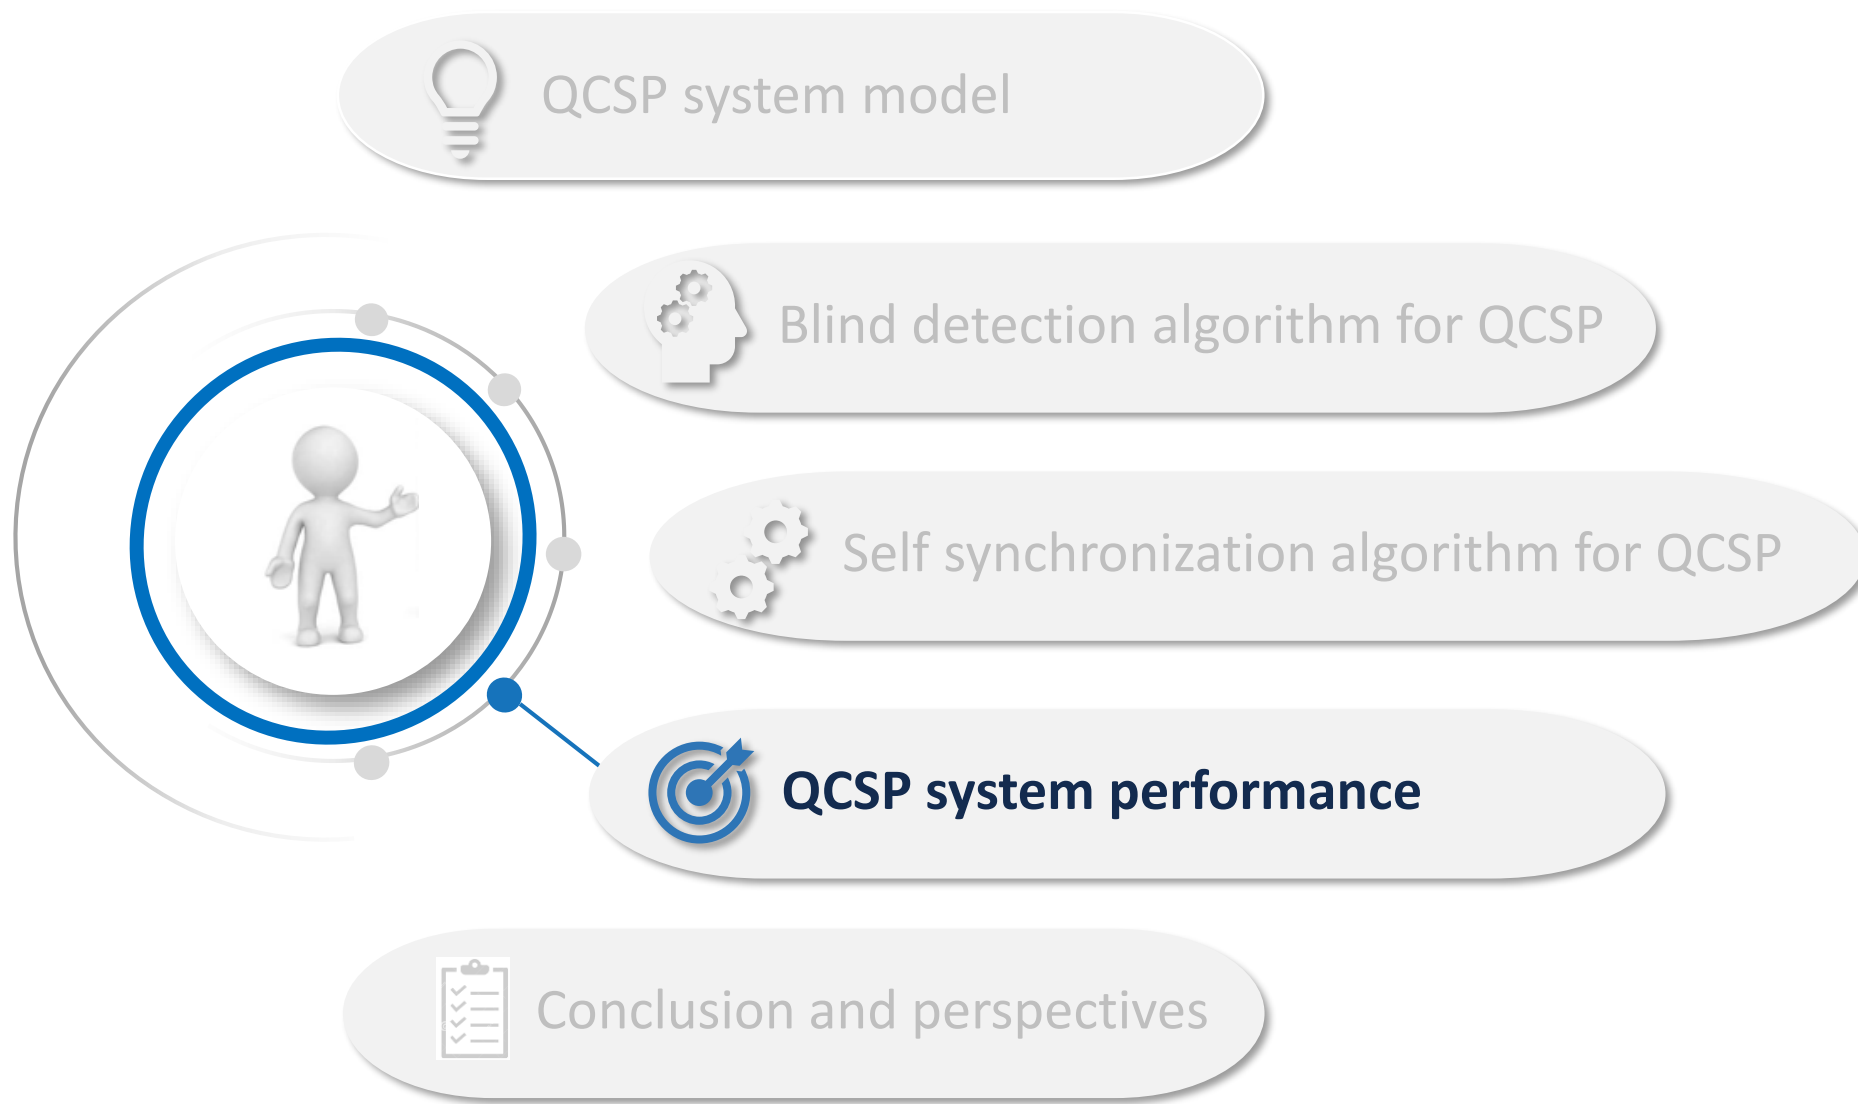 QCSP system model
Blind detection algorithm for QCSP
Self synchronization algorithm for QCSP
QCSP system performance
Conclusion and perspectives